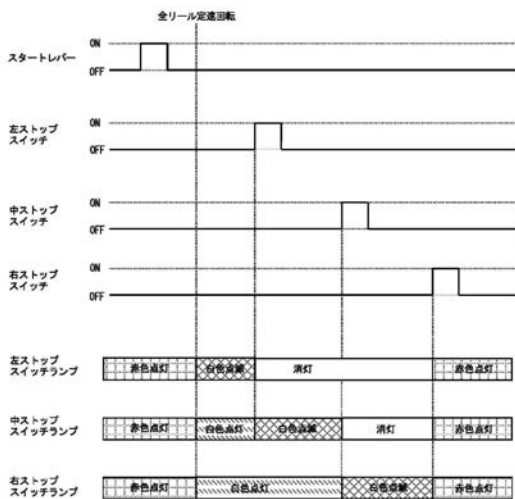 全リール定速回転
スタートレバー
ON
OFF
左ストップ
スイッチ
ON
OFF
中ストップ
スイッチ
ON
OFF
右ストップ
スイッチ
ON
OFF
左ストップ
スイッチランプ
赤色点灯 白色点滅 消灯 赤色点灯
中ストップ
スイッチランプ
赤色点灯 白色点灯 白色点滅 消灯 赤色点灯
右ストップ
スイッチランプ
赤色点灯 白色点灯 白色点滅 赤色点灯